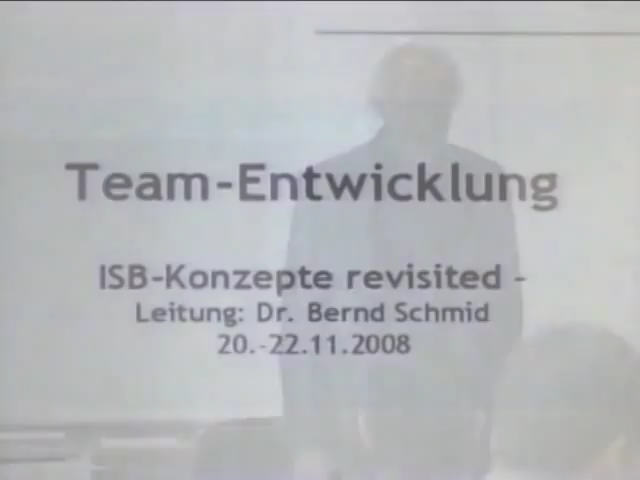 Team-Entwicklung
ISB-Konzepte revisited -
Leitung: Dr. Bernd Schmid
20.-22.11.2008